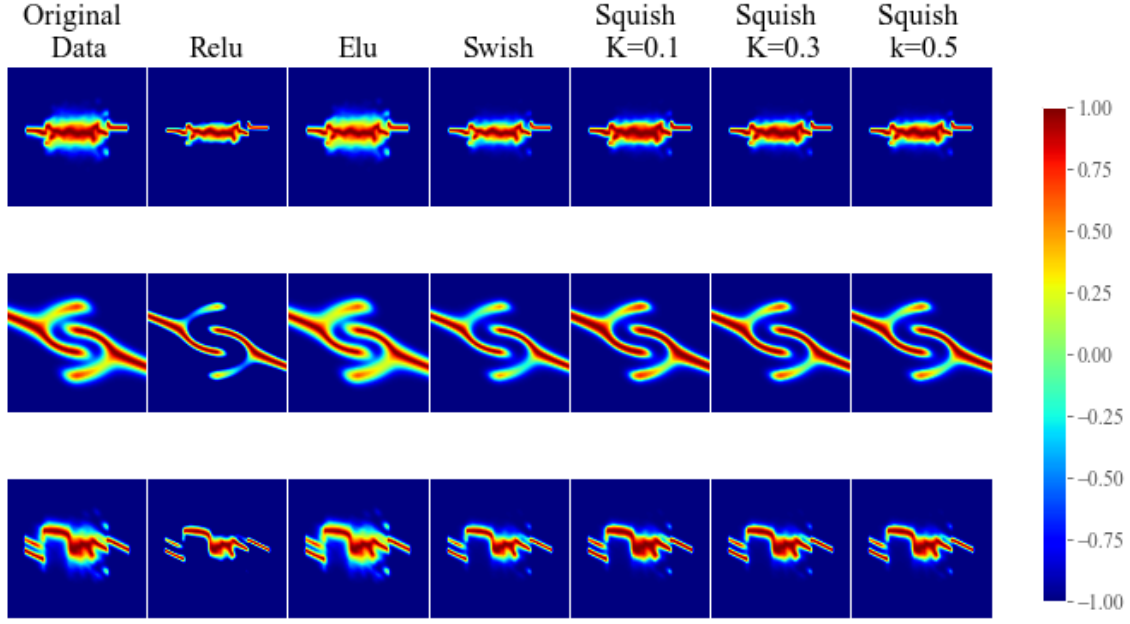 Original
Data
Relu
Elu
Swish
Squish
K=0.1
Squish
K=0.3
Squish
k=0.5
1.00
0.75
0.50
0.25
0.00
−0.25
−0.50
−0.75
−1.00